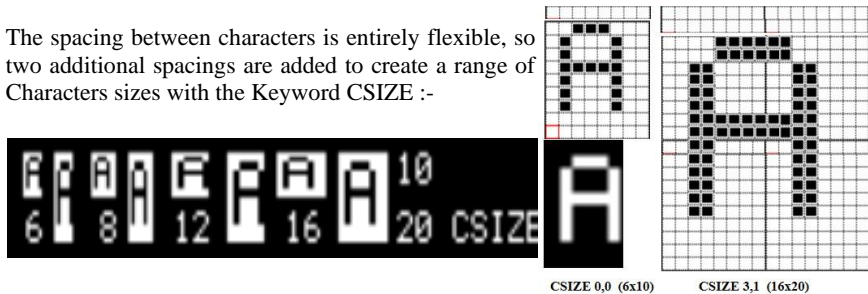 The spacing between characters is entirely flexible, so
two additional spacings are added to create a range of
Characters sizes with the Keyword CSIZE :-
A A A A A A A A 10
6 8 12 16 20 CSIZE
A
CSIZE 0,0 (6x10) CSIZE 3,1 (16x20)